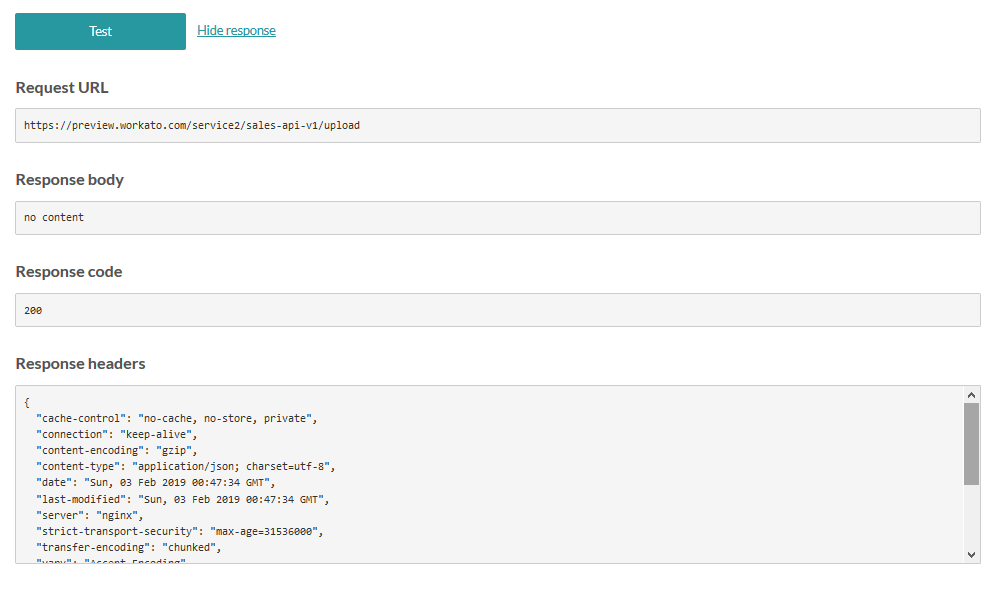 Test Hide response
Request URL
https://preview.workato.com/service2/sales-api-v1/upload
Response body
no content
Response code
200
Response headers
{
"cache-control": "no-cache, no-store, private",
"connection": "keep-alive",
"content-encoding": "gzip",
"content-type": "application/json; charset=utf-8",
"date": "Sun, 03 Feb 2019 00:47:34 GMT",
"last-modified": "Sun, 03 Feb 2019 00:47:34 GMT",
"server": "nginx",
"strict-transport-security": "max-age=31536000",
"transfer-encoding": "chunked",
"vary": "Accept-Encoding"